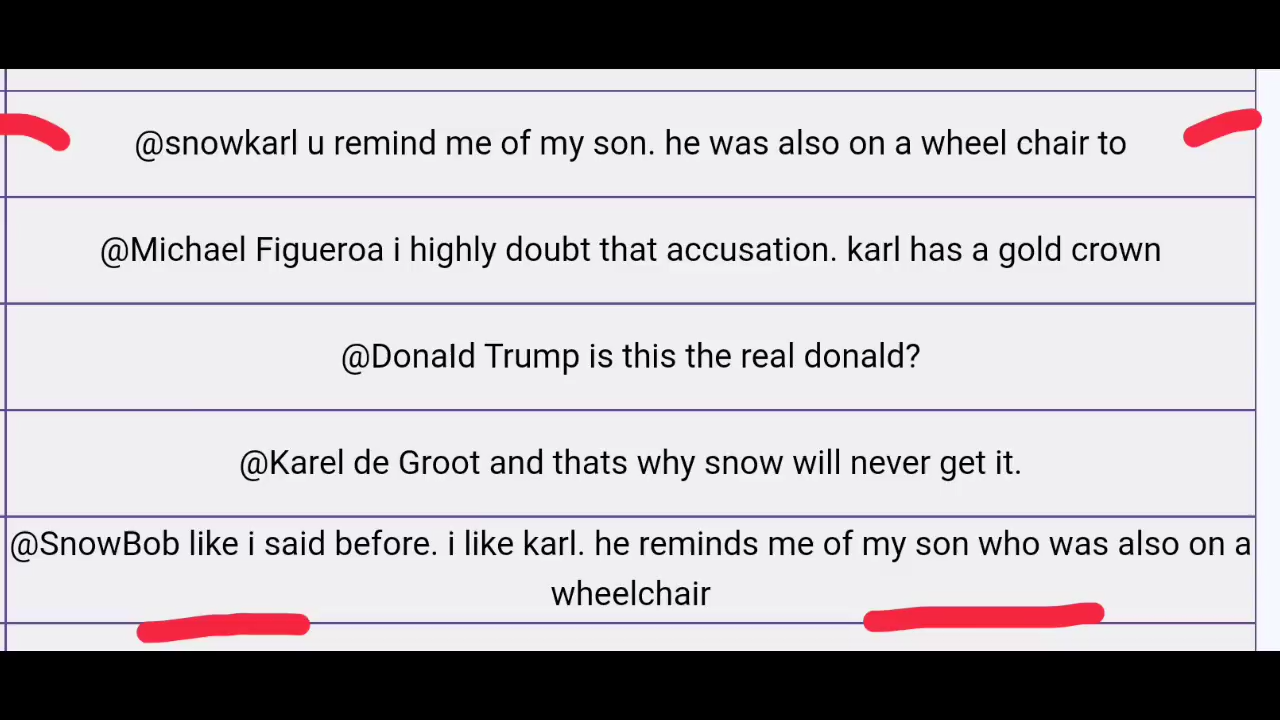 @snowkarl u remind me of my son. he was also on a wheel chair to
@Michael Figueroa i highly doubt that accusation. karl has a gold crown
@Donald Trump is this the real donald?
@Karel de Groot and thats why snow will never get it.
@SnowBob like i said before. i like karl. he reminds me of my son who was also on a
wheelchair